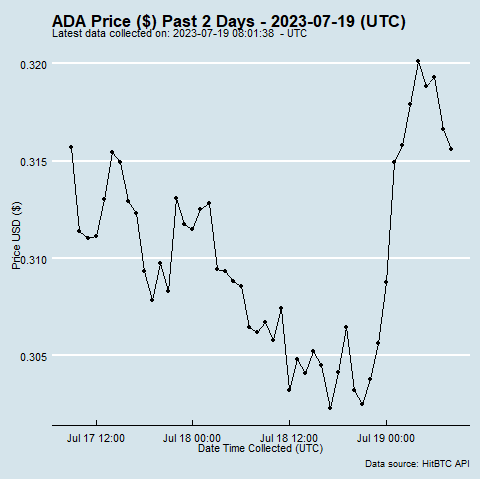 ADA Price ($) Past 2 Days - 2023-07-19 (UTC)
Latest data collected on: 2023-07-19 08:01:38 - UTC
0.320
0.315
0.310
0.305
Price USD ($)
Jul 17 12:00 Jul 18 00:00 Jul 18 12:00 Jul 19 00:00
Date Time Collected (UTC)
Data source: HitBTC API